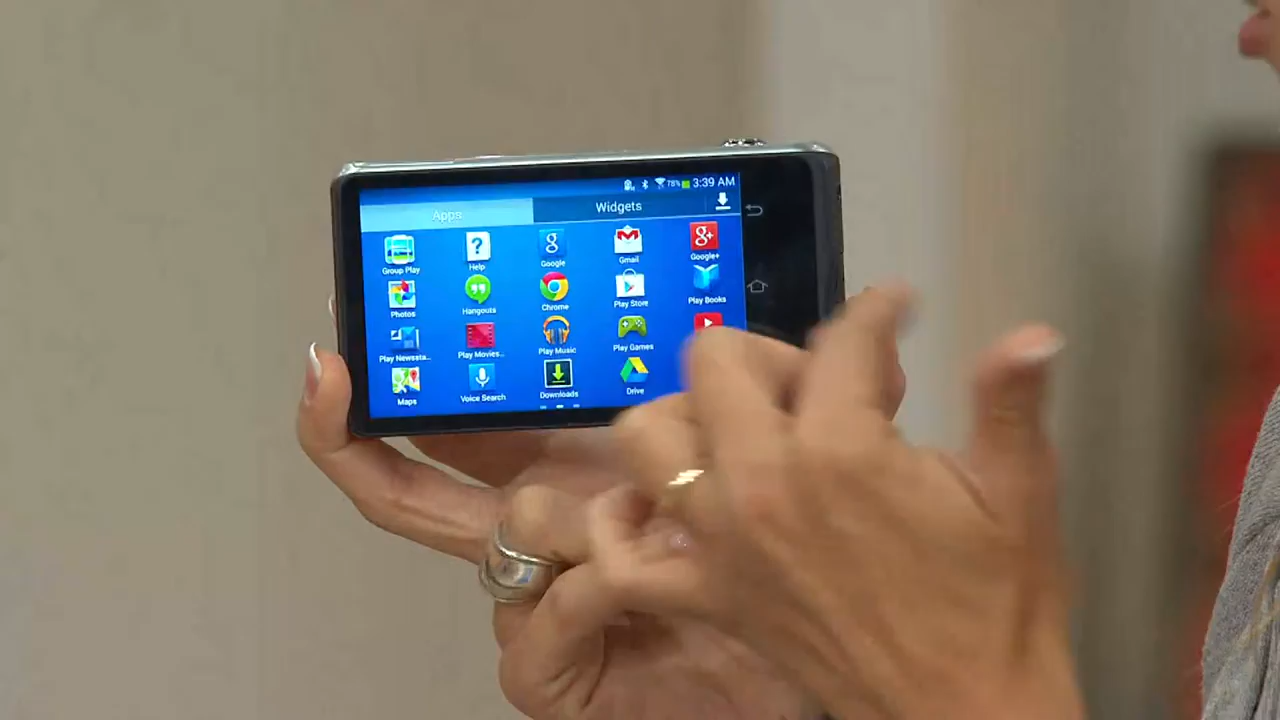 78% 3:39 AM
Apps Widgets
Group Play Help Google Gmail Google+
Photos Hangouts Chrome Play Store Play Books
Play Newssta... Play Movies... Play Music Play Games
Maps Voice Search Downloads Drive